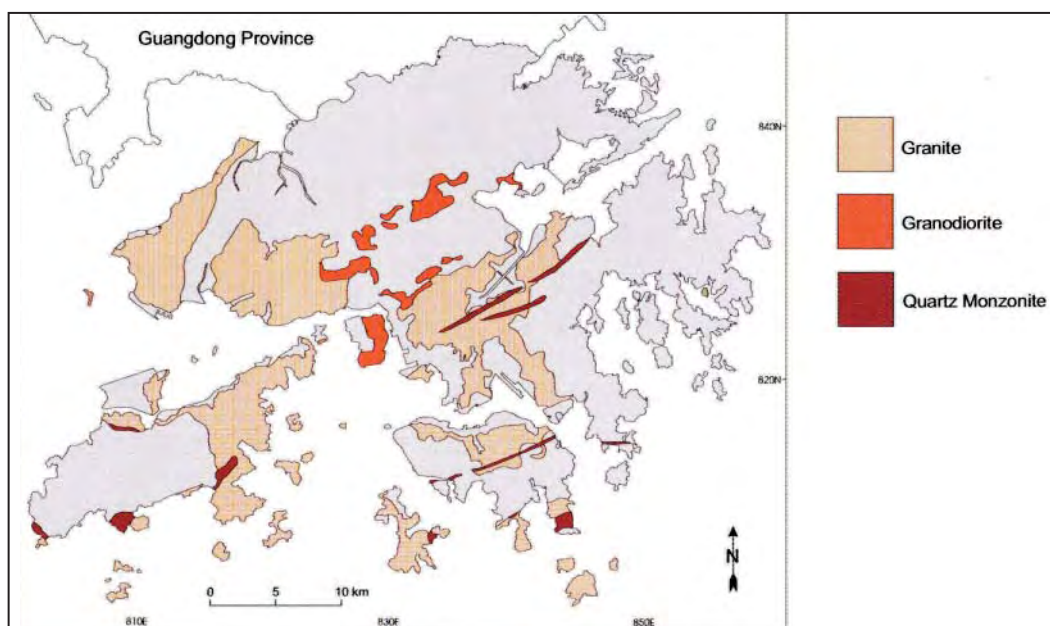 Guangdong Province
840N
Granite
Granodiorite
Quartz Monzonite
820N
N
0 5 10 km
810E 830E 850E